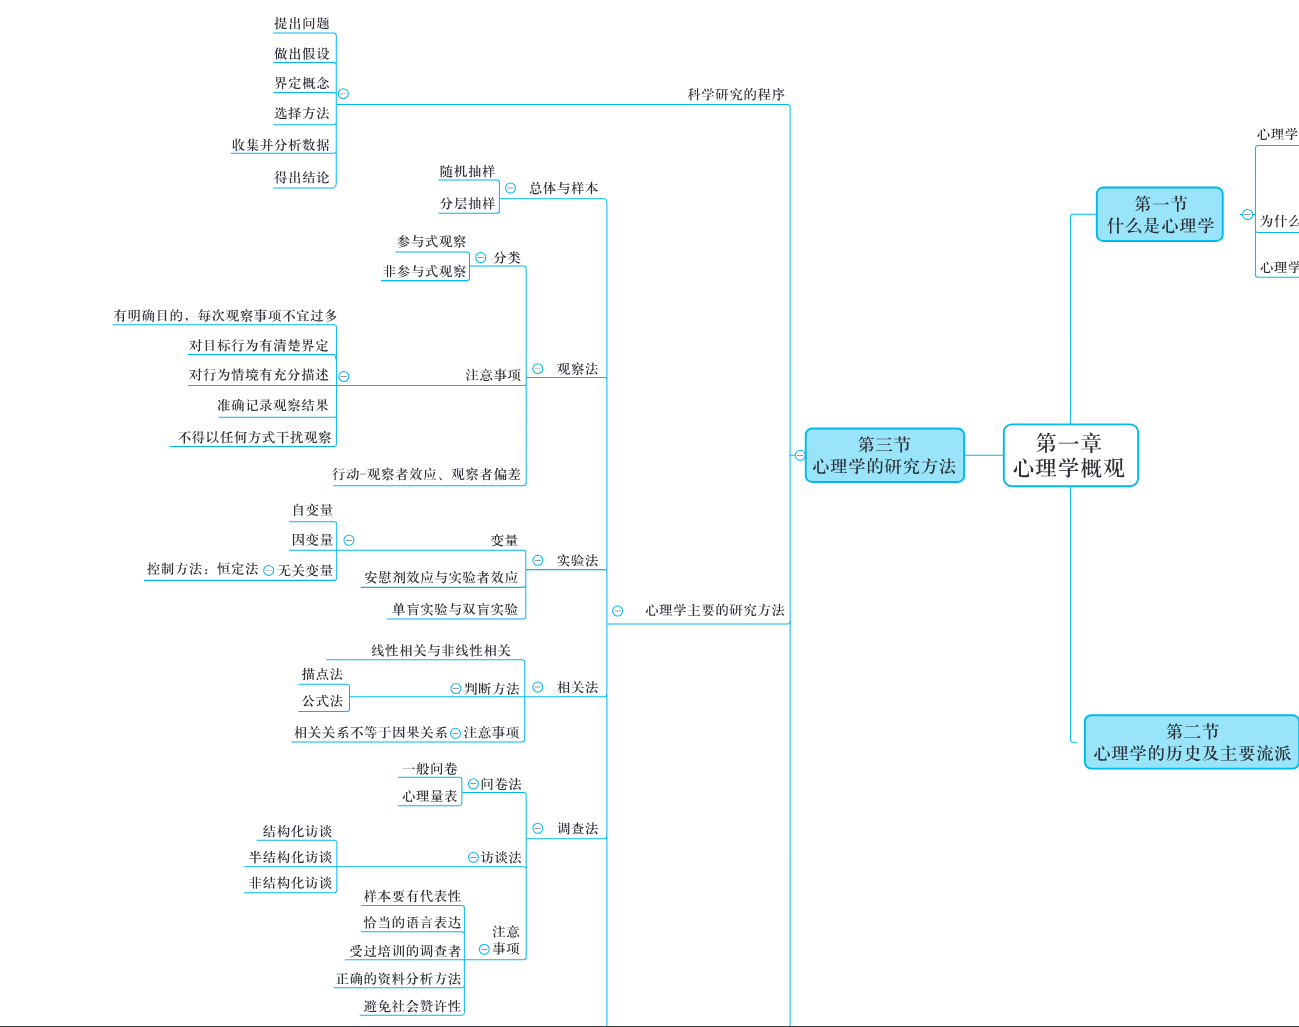 第一章
心理学概观
第一节
什么是心理学
心理学
为什么
心理学
第二节
心理学的历史及主要流派
第三节
心理学的研究方法
科学研究的程序
提出问题
做出假设
界定概念
选择方法
收集并分析数据
得出结论
心理学主要的研究方法
总体与样本
随机抽样
分层抽样
观察法
分类
参与式观察
非参与式观察
注意事项
有明确目的，每次观察事项不宜过多
对目标行为有清楚界定
对行为情境有充分描述
准确记录观察结果
不得以任何方式干扰观察
行动-观察者效应、观察者偏差
实验法
变量
自变量
因变量
无关变量
控制方法：恒定法
安慰剂效应与实验者效应
单盲实验与双盲实验
相关法
线性相关与非线性相关
判断方法
描点法
公式法
注意事项
相关关系不等于因果关系
调查法
问卷法
一般问卷
心理量表
访谈法
结构化访谈
半结构化访谈
非结构化访谈
注意
事项
样本要有代表性
恰当的语言表达
受过培训的调查者
正确的资料分析方法
避免社会赞许性